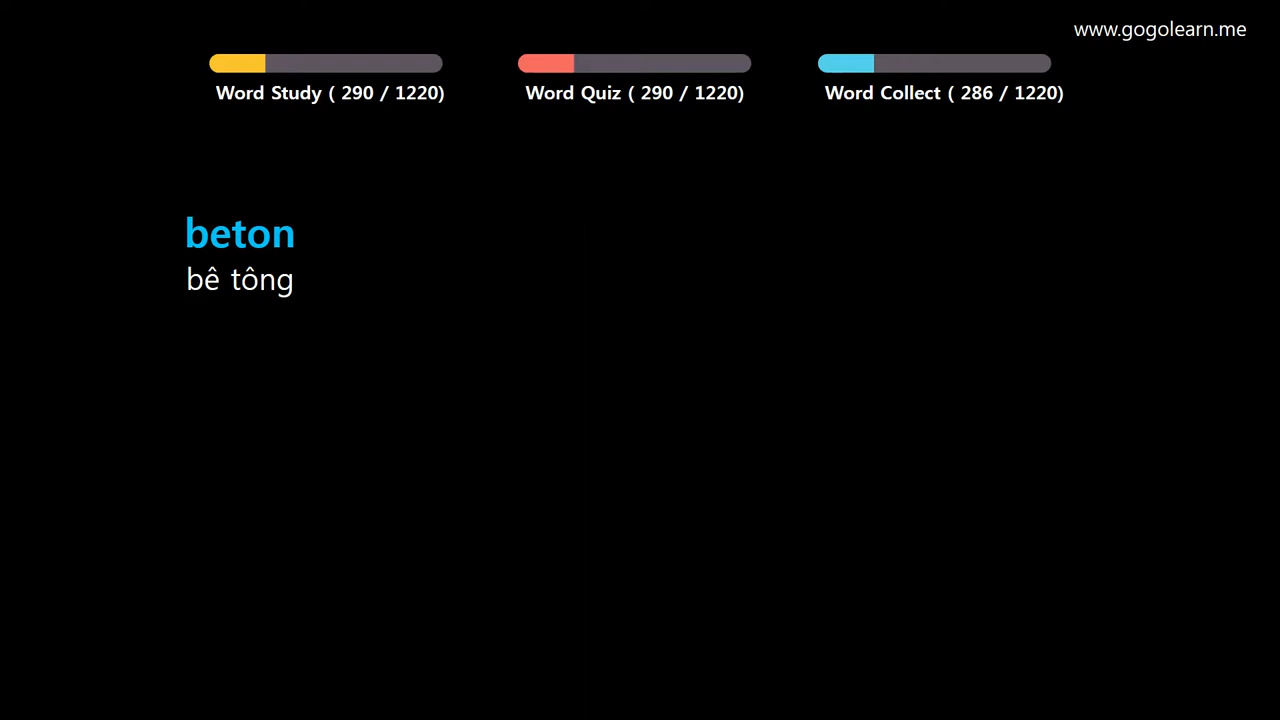 www.gogolearn.me
Word Study ( 290 / 1220)
Word Quiz ( 290 / 1220)
Word Collect ( 286 / 1220)
beton
bê tông